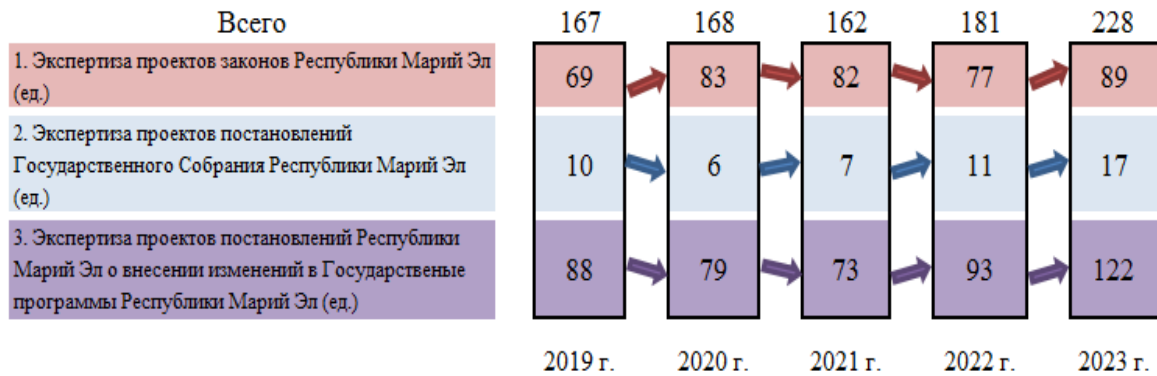 Всего 167 168 162 181 228
1. Экспертиза проектов законов Республики Марий Эл
(ед.)
69 83 82 77 89
2. Экспертиза проектов постановлений
Государственного Собрания Республики Марий Эл
(ед.)
10 6 7 11 17
3. Экспертиза проектов постановлений Республики
Марий Эл о внесении изменений в Государственые
программы Республики Марий Эл (ед.)
88 79 73 93 122
2019 г. 2020 г. 2021 г. 2022 г. 2023 г.